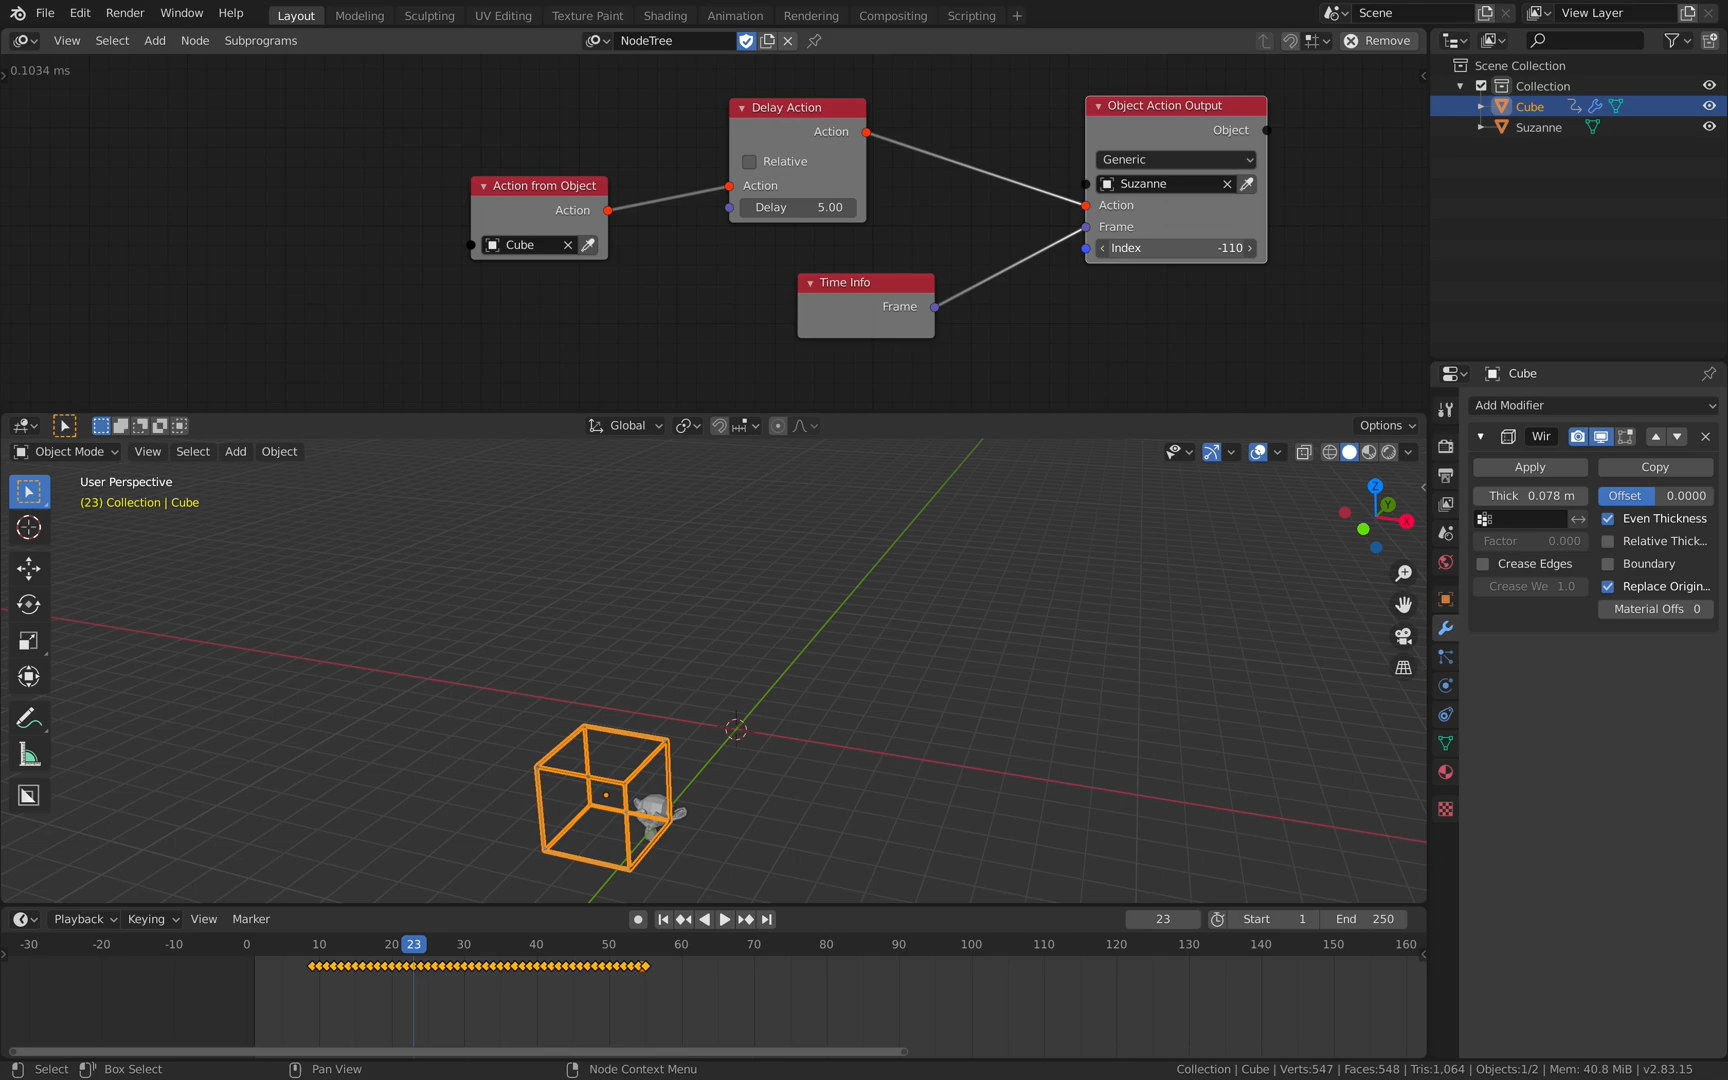 File Edit Render Window Help Layout Modeling Sculpting UV Editing Texture Paint Shading Animation Rendering Compositing Scripting + Scene View Layer
View Select Add Node Subprograms NodeTree Remove
0.1034 ms
Scene Collection
Collection
Cube
Suzanne
Delay Action
Action
Relative
Action
Delay 5.00
Object Action Output
Object
Generic
Suzanne
Action
Frame
Index -110
Action from Object
Action
Cube
Time Info
Frame
Cube
Add Modifier
Wir
Apply Copy
Thick 0.078 m Offset 0.0000
Even Thickness
Factor 0.000 Relative Thick...
Crease Edges Boundary
Crease We 1.0 Replace Origin...
Material Offs 0
Global Options
Object Mode View Select Add Object
User Perspective
(23) Collection | Cube
Z
Y
X
Playback Keying View Marker 23 Start 1 End 250
-30 -20 -10 0 10 20 23 30 40 50 60 70 80 90 100 110 120 130 140 150 160
Select Box Select Pan View Node Context Menu Collection | Cube | Verts:547 | Faces:548 | Tris:1,064 | Objects:1/2 | Mem: 40.8 MiB | v2.83.15